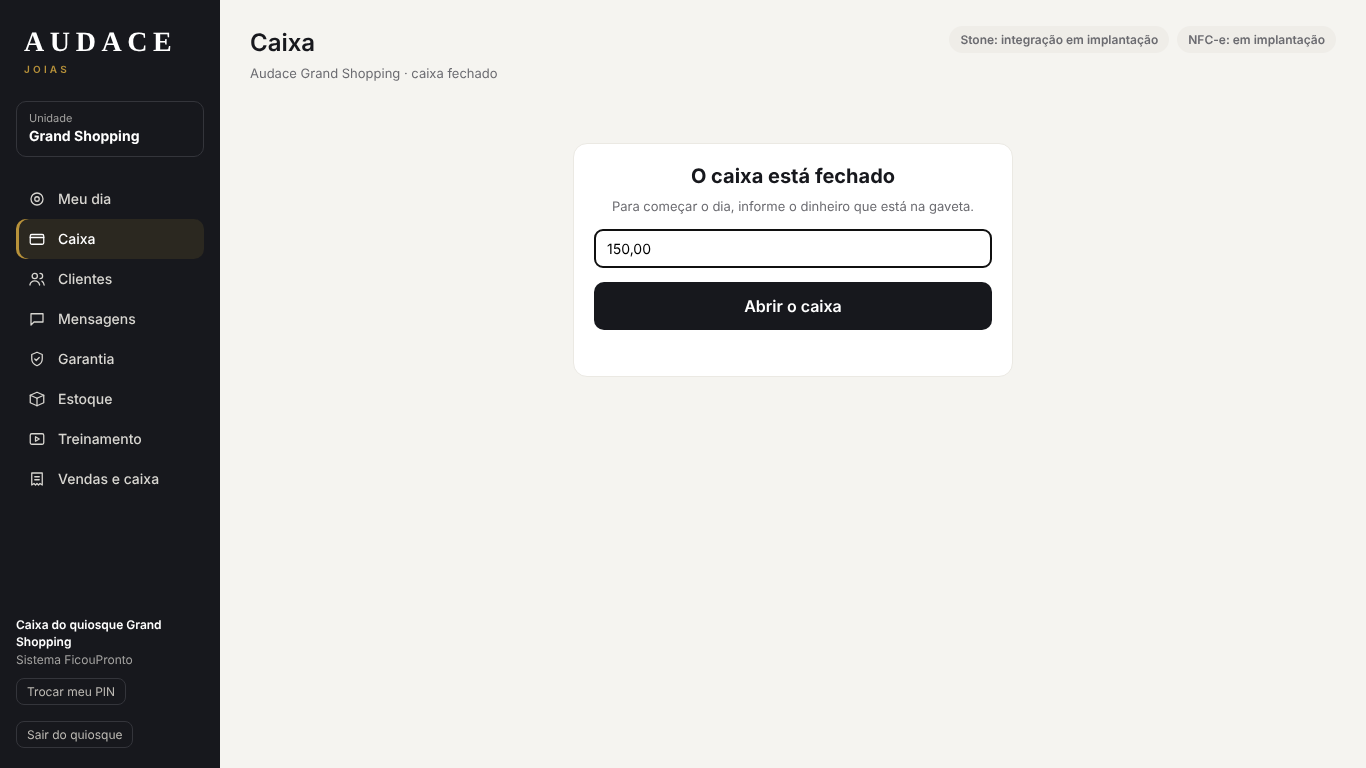 AUDACE
JOIAS
Unidade
Grand Shopping
Meu dia
Caixa
Clientes
Mensagens
Garantia
Estoque
Treinamento
Vendas e caixa
Caixa do quiosque Grand
Shopping
Sistema FicouPronto
Trocar meu PIN
Sair do quiosque
Caixa
Audace Grand Shopping · caixa fechado
Stone: integração em implantação
NFC-e: em implantação
O caixa está fechado
Para começar o dia, informe o dinheiro que está na gaveta.
150,00
Abrir o caixa